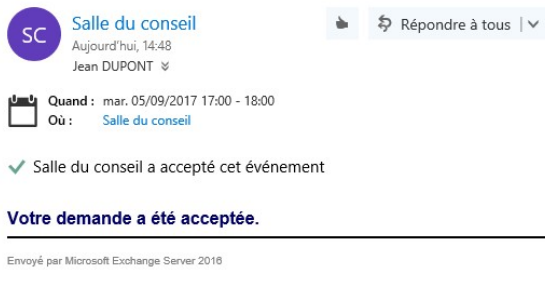 SC
Salle du conseil
Répondre à tous
Aujourd'hui, 14:48
Jean DUPONT
Quand : mar. 05/09/2017 17:00 - 18:00
Où : Salle du conseil
Salle du conseil a accepté cet événement
Votre demande a été acceptée.
Envoyé par Microsoft Exchange Server 2016